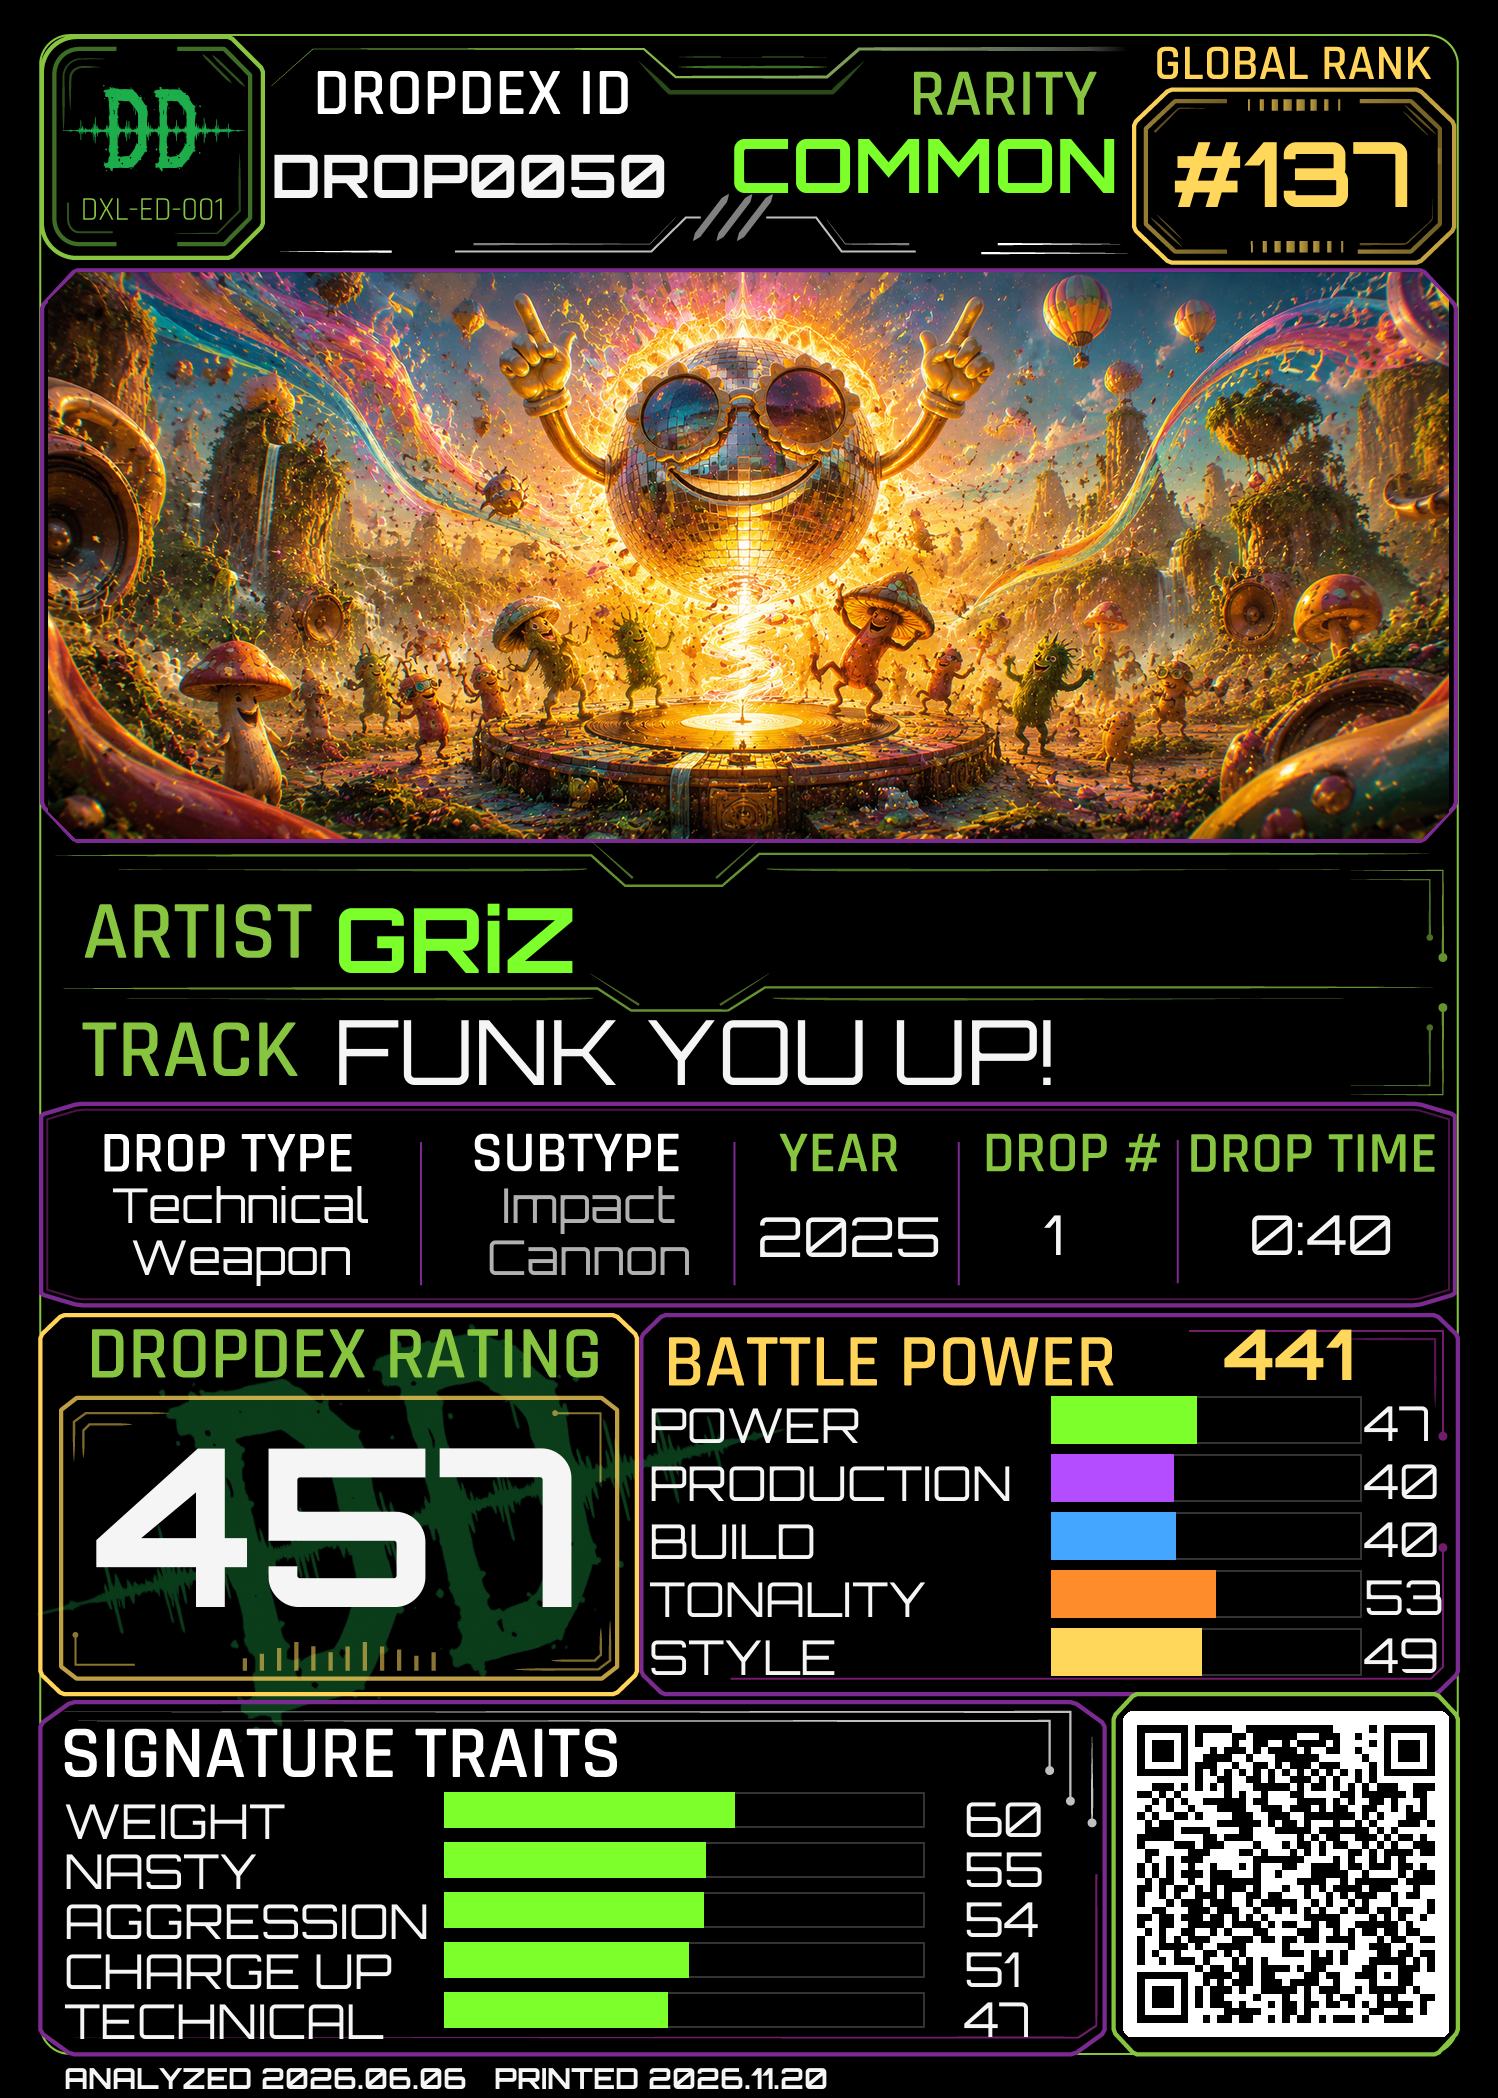 DD
DXL-ED-001
DROPDEX ID
DROP0050
RARITY
COMMON
GLOBAL RANK
#137
ARTIST GRiZ
TRACK FUNK YOU UP!
DROP TYPE
Technical
Weapon
SUBTYPE
Impact
Cannon
YEAR
2025
DROP #
1
DROP TIME
0:40
DROPDEX RATING
457
BATTLE POWER 441
POWER 47
PRODUCTION 40
BUILD 40
TONALITY 53
STYLE 49
SIGNATURE TRAITS
WEIGHT 60
NASTY 55
AGGRESSION 54
CHARGE UP 51
TECHNICAL 47
ANALYZED 2026.06.06 PRINTED 2026.11.20